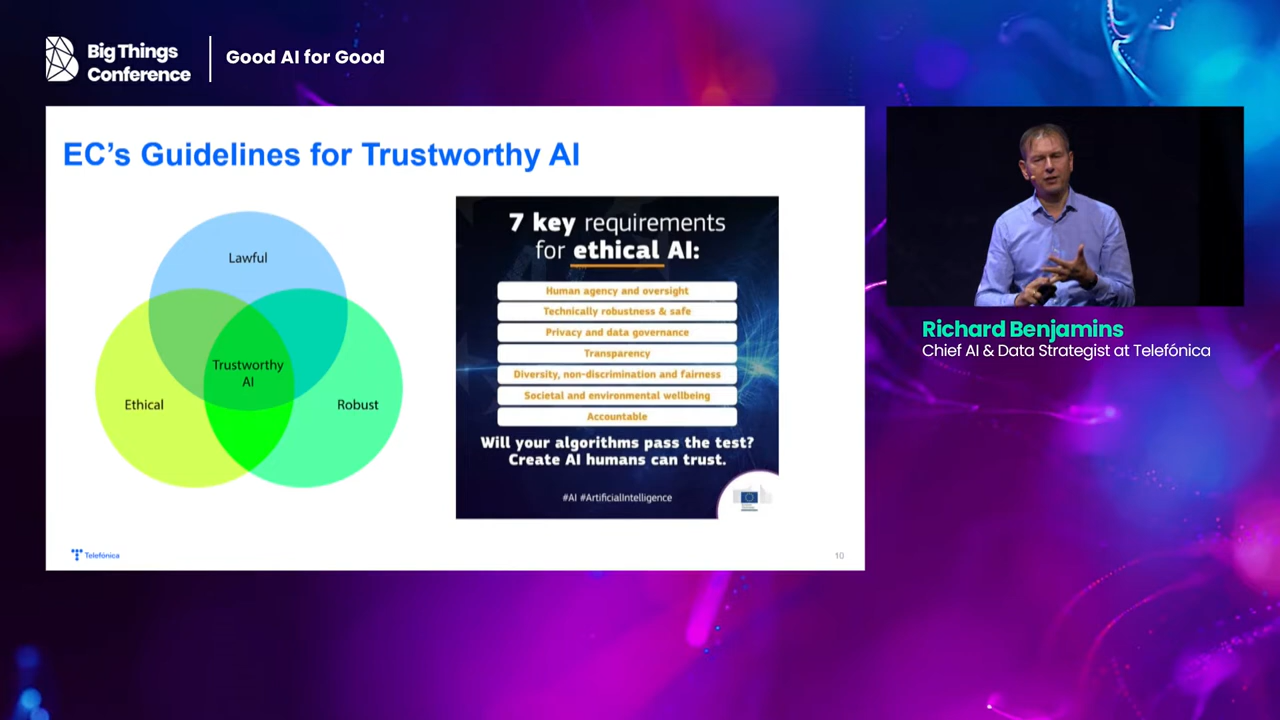 Big Things
Conference
Good AI for Good
EC's Guidelines for Trustworthy AI
Lawful
Trustworthy
AI
Ethical
Robust
7 key requirements
for ethical AI:
Human agency and oversight
Technically robustness & safe
Privacy and data governance
Transparency
Diversity, non-discrimination and fairness
Societal and environmental wellbeing
Accountable
Will your algorithms pass the test?
Create AI humans can trust.
#AI #ArtificialIntelligence
Telefónica
10
Richard Benjamins
Chief AI & Data Strategist at Telefónica